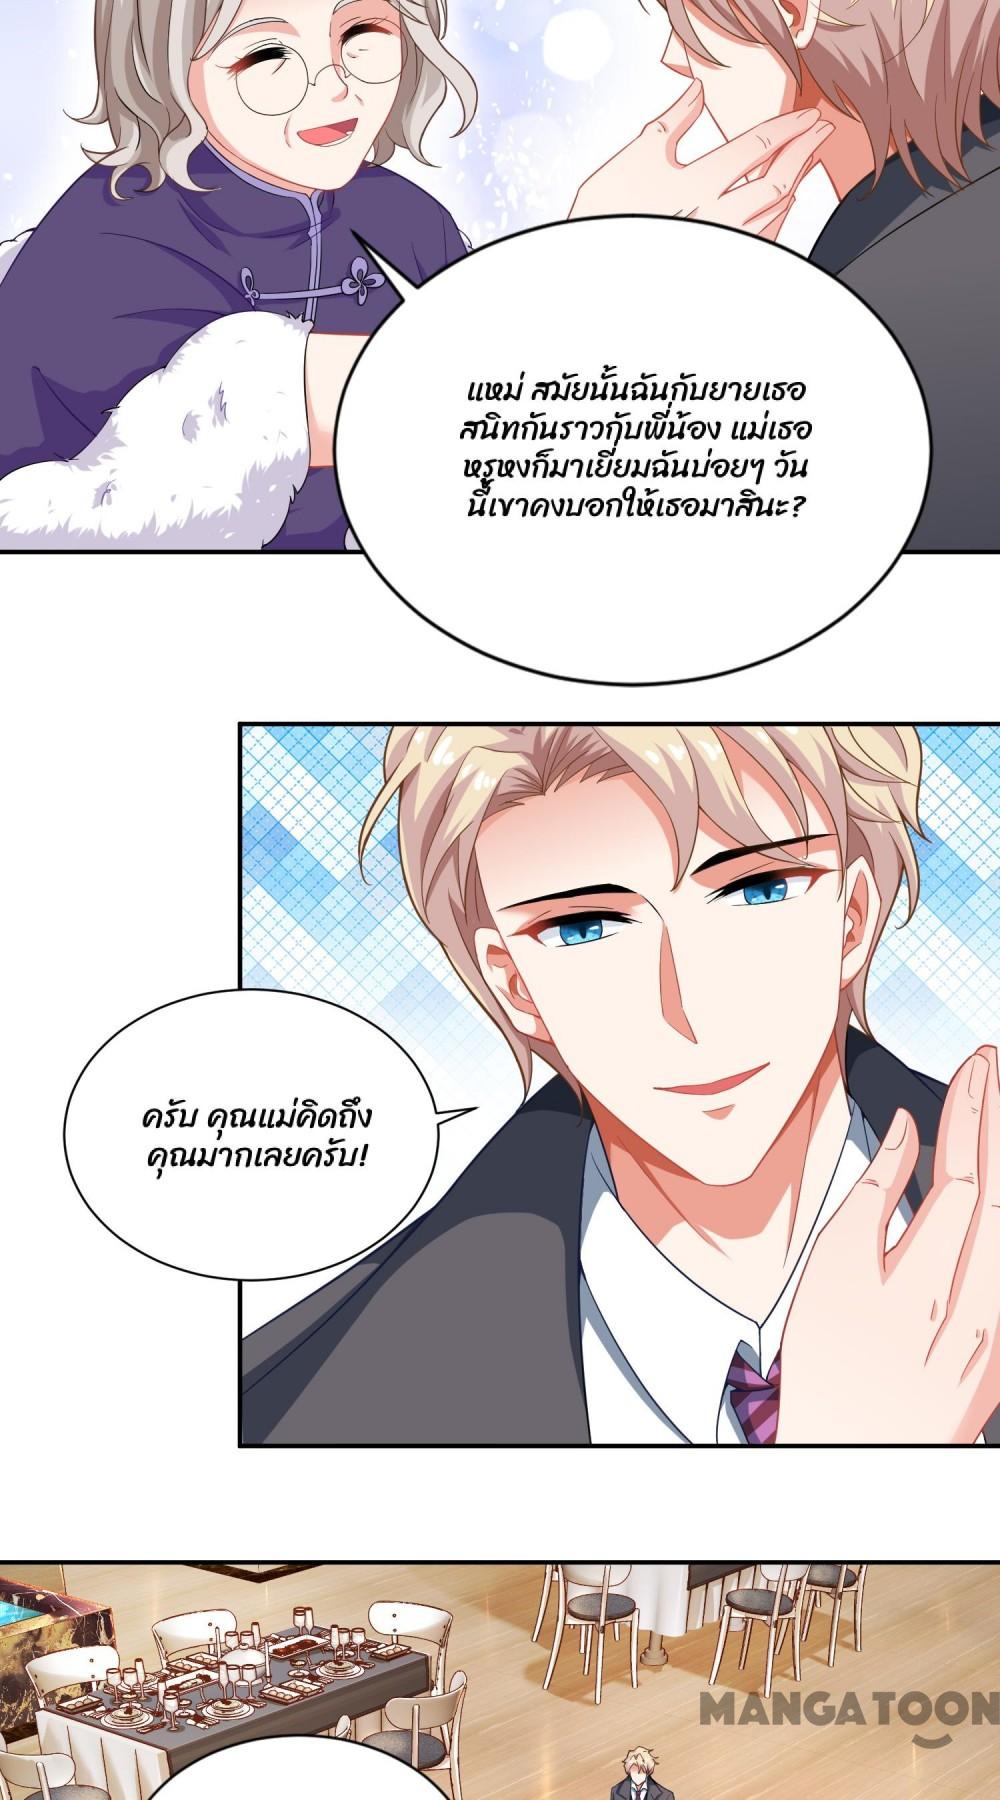 แหม่ สมัยนั้นฉันกับยายเธอ
สนิทกันราวกับพี่น้อง แม่เธอ
หรูหงก็มาเยี่ยมฉันบ่อยๆ วัน
นี้เขาคงบอกให้เธอมาสินะ?
ครับ คุณแม่คิดถึง
คุณมากเลยครับ!
MANGATOON